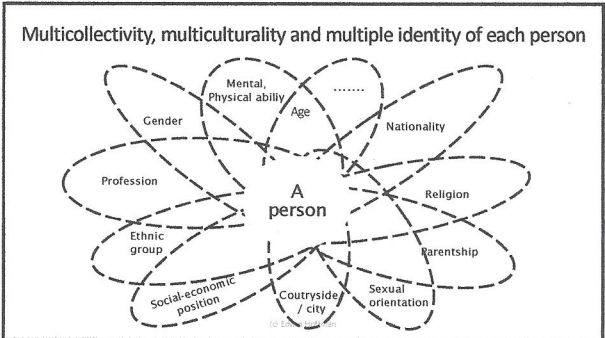 Multicollectivity, multiculturality and multiple identity of each person
Mental,
Physical abiliy
.......
Age
Gender
Nationality
Profession
A
person
Religion
Ethnic
group
Parentship
Social-economic
position
Coutryside
/ city
Sexual
orientation
(c)